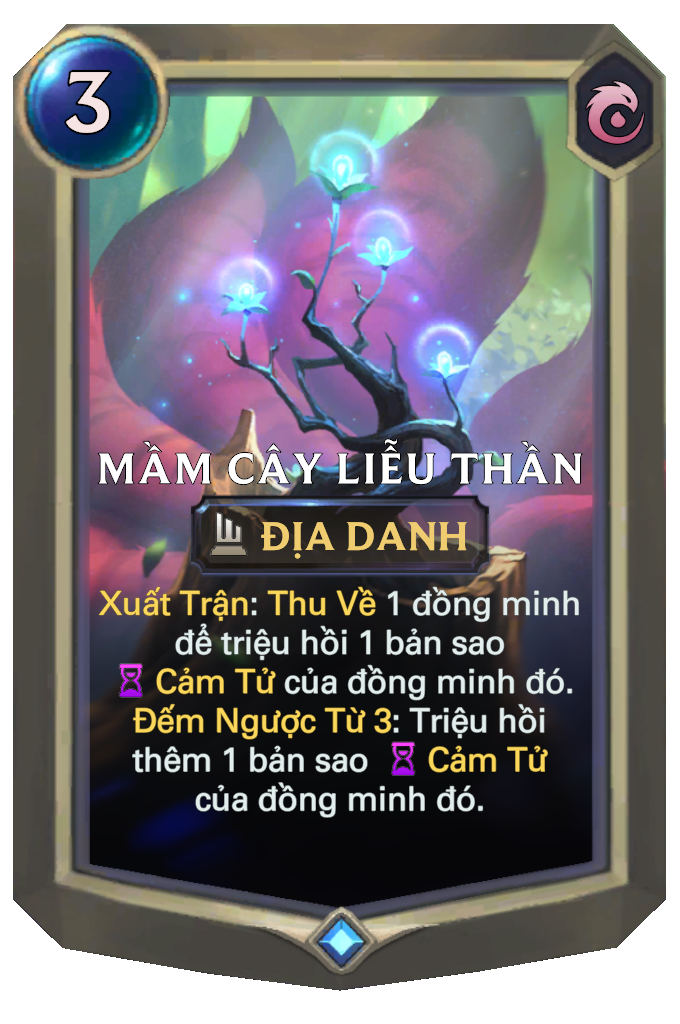 3
MẦM CÂY LIỄU THẦN
ĐỊA DANH
Xuất Trận: Thu Về 1 đồng minh
để triệu hồi 1 bản sao
Cảm Tử của đồng minh đó.
Đếm Ngược Từ 3: Triệu hồi
thêm 1 bản sao Cảm Tử
của đồng minh đó.